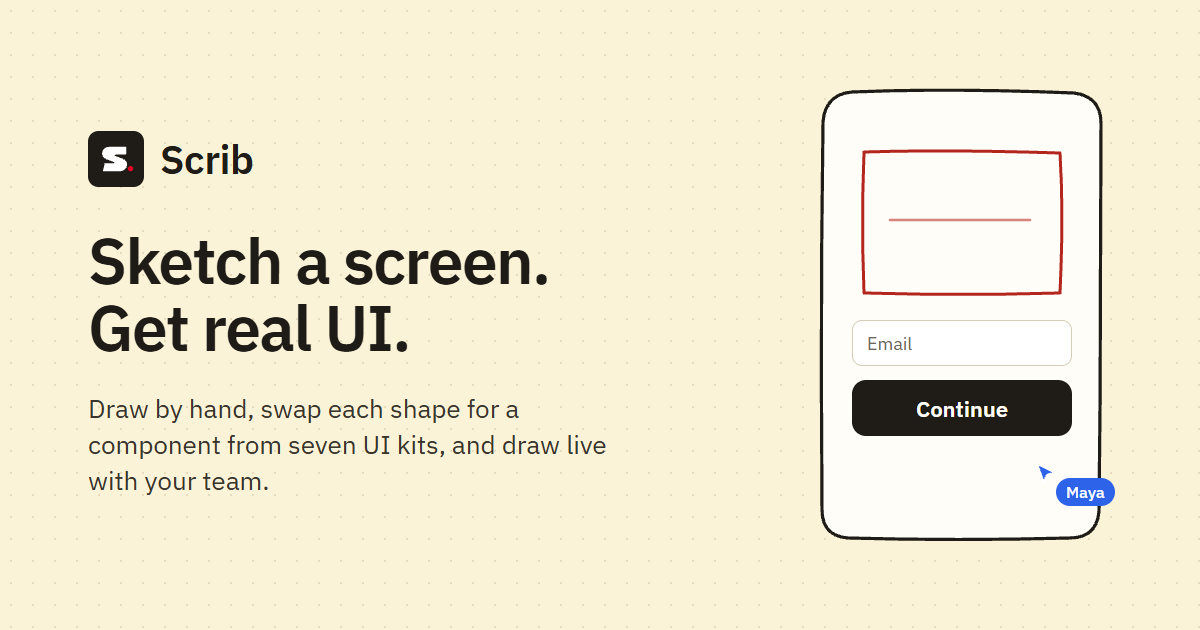 S.
Scrib
Sketch a screen.
Get real UI.
Draw by hand, swap each shape for a
component from seven UI kits, and draw live
with your team.
Email
Continue
Maya